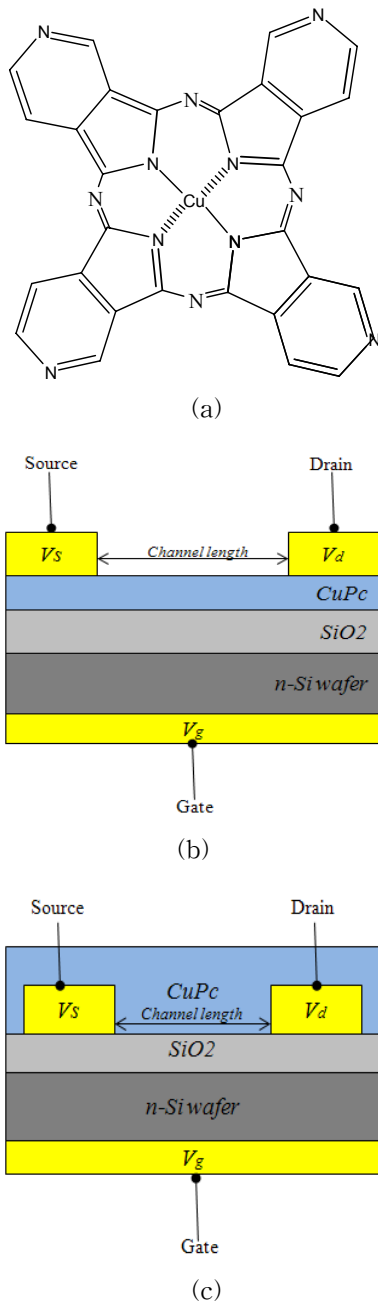 N
N
N
N
N
N
N
Cu
N
N
N
N
N
(a)
Source
Drain
Vs
Channel length
Vd
CuPc
SiO2
n-Si wafer
Vg
Gate
(b)
Source
Drain
CuPc
Vs
Channel length
Vd
SiO2
n-Si wafer
Vg
Gate
(c)